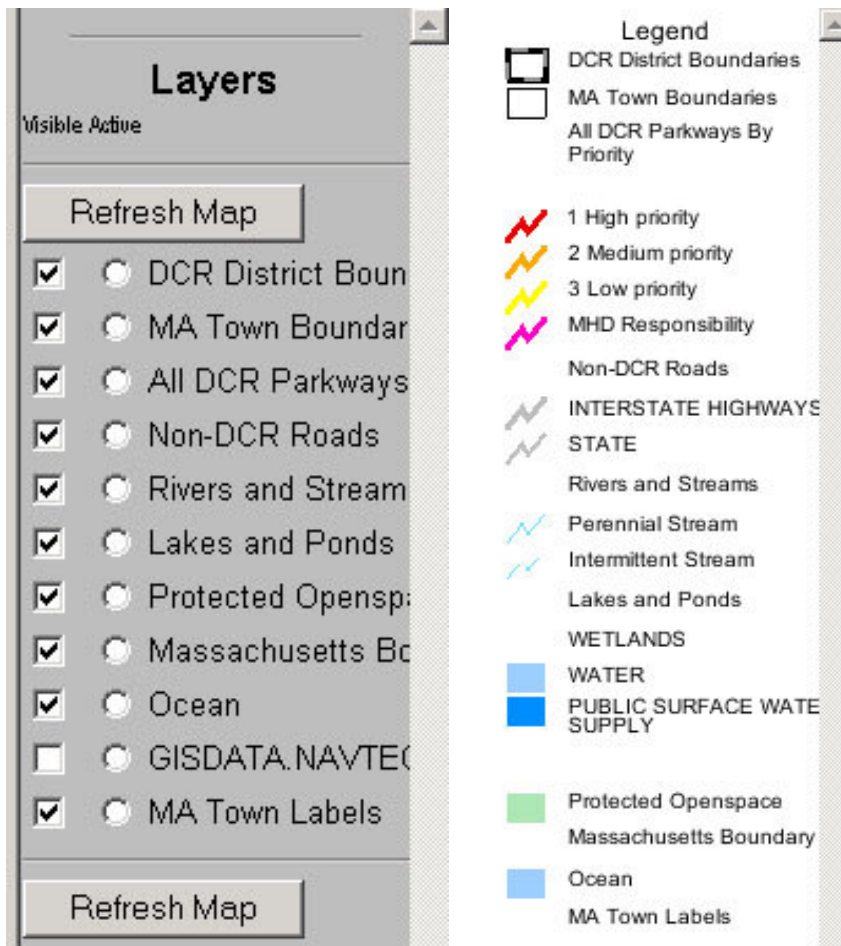 Layers
Visible Active
Refresh Map
DCR District Boun
MA Town Boundar
All DCR Parkways
Non-DCR Roads
Rivers and Stream
Lakes and Ponds
Protected Openspa
Massachusetts Bo
Ocean
GISDATA.NAVTEC
MA Town Labels
Refresh Map
Legend
DCR District Boundaries
MA Town Boundaries
All DCR Parkways By
Priority
1 High priority
2 Medium priority
3 Low priority
MHD Responsibility
Non-DCR Roads
INTERSTATE HIGHWAYS
STATE
Rivers and Streams
Perennial Stream
Intermittent Stream
Lakes and Ponds
WETLANDS
WATER
PUBLIC SURFACE WATE
SUPPLY
Protected Openspace
Massachusetts Boundary
Ocean
MA Town Labels